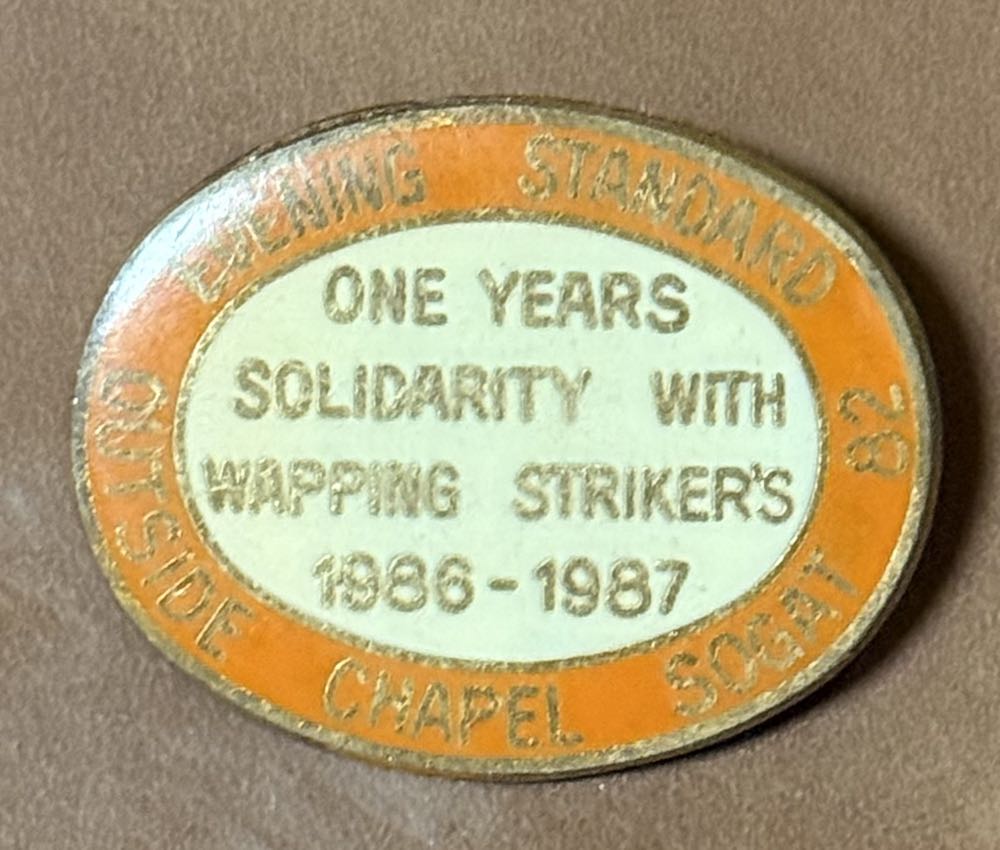 EVENING STANDARD
OUTSIDE CHAPEL SOGAT 82
ONE YEARS
SOLIDARITY WITH
WAPPING STRIKER'S
1986-1987